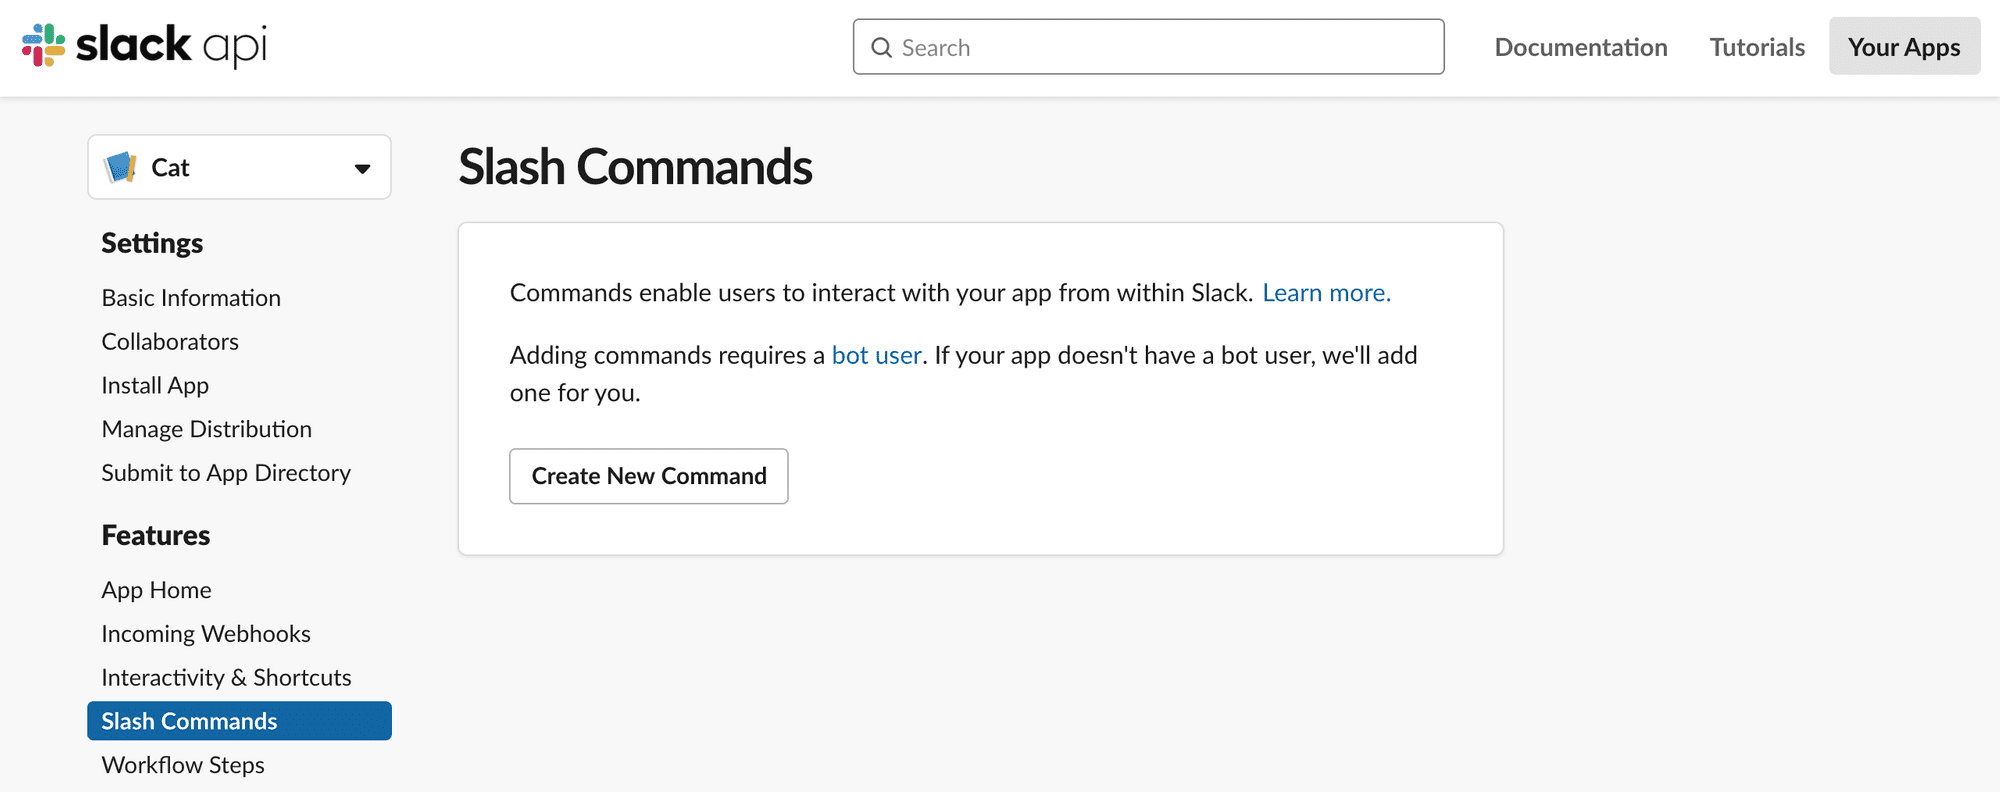 slack api
Search
Documentation
Tutorials
Your Apps
Cat
Settings
Basic Information
Collaborators
Install App
Manage Distribution
Submit to App Directory
Features
App Home
Incoming Webhooks
Interactivity & Shortcuts
Slash Commands
Workflow Steps
Slash Commands
Commands enable users to interact with your app from within Slack. Learn more.
Adding commands requires a bot user. If your app doesn't have a bot user, we'll add
one for you.
Create New Command